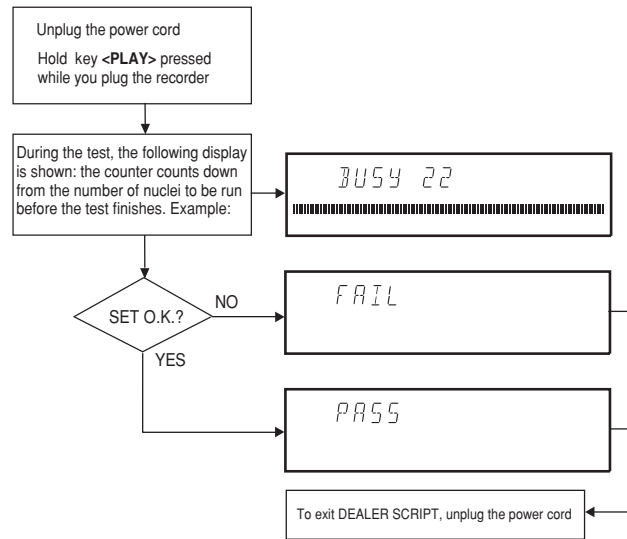 Unplug the power cord
Hold key <PLAY> pressed
while you plug the recorder
During the test, the following display
is shown: the counter counts down
from the number of nuclei to be run
before the test finishes. Example:
BUSY 22
SET O.K.?
NO
FAIL
YES
PASS
To exit DEALER SCRIPT, unplug the power cord